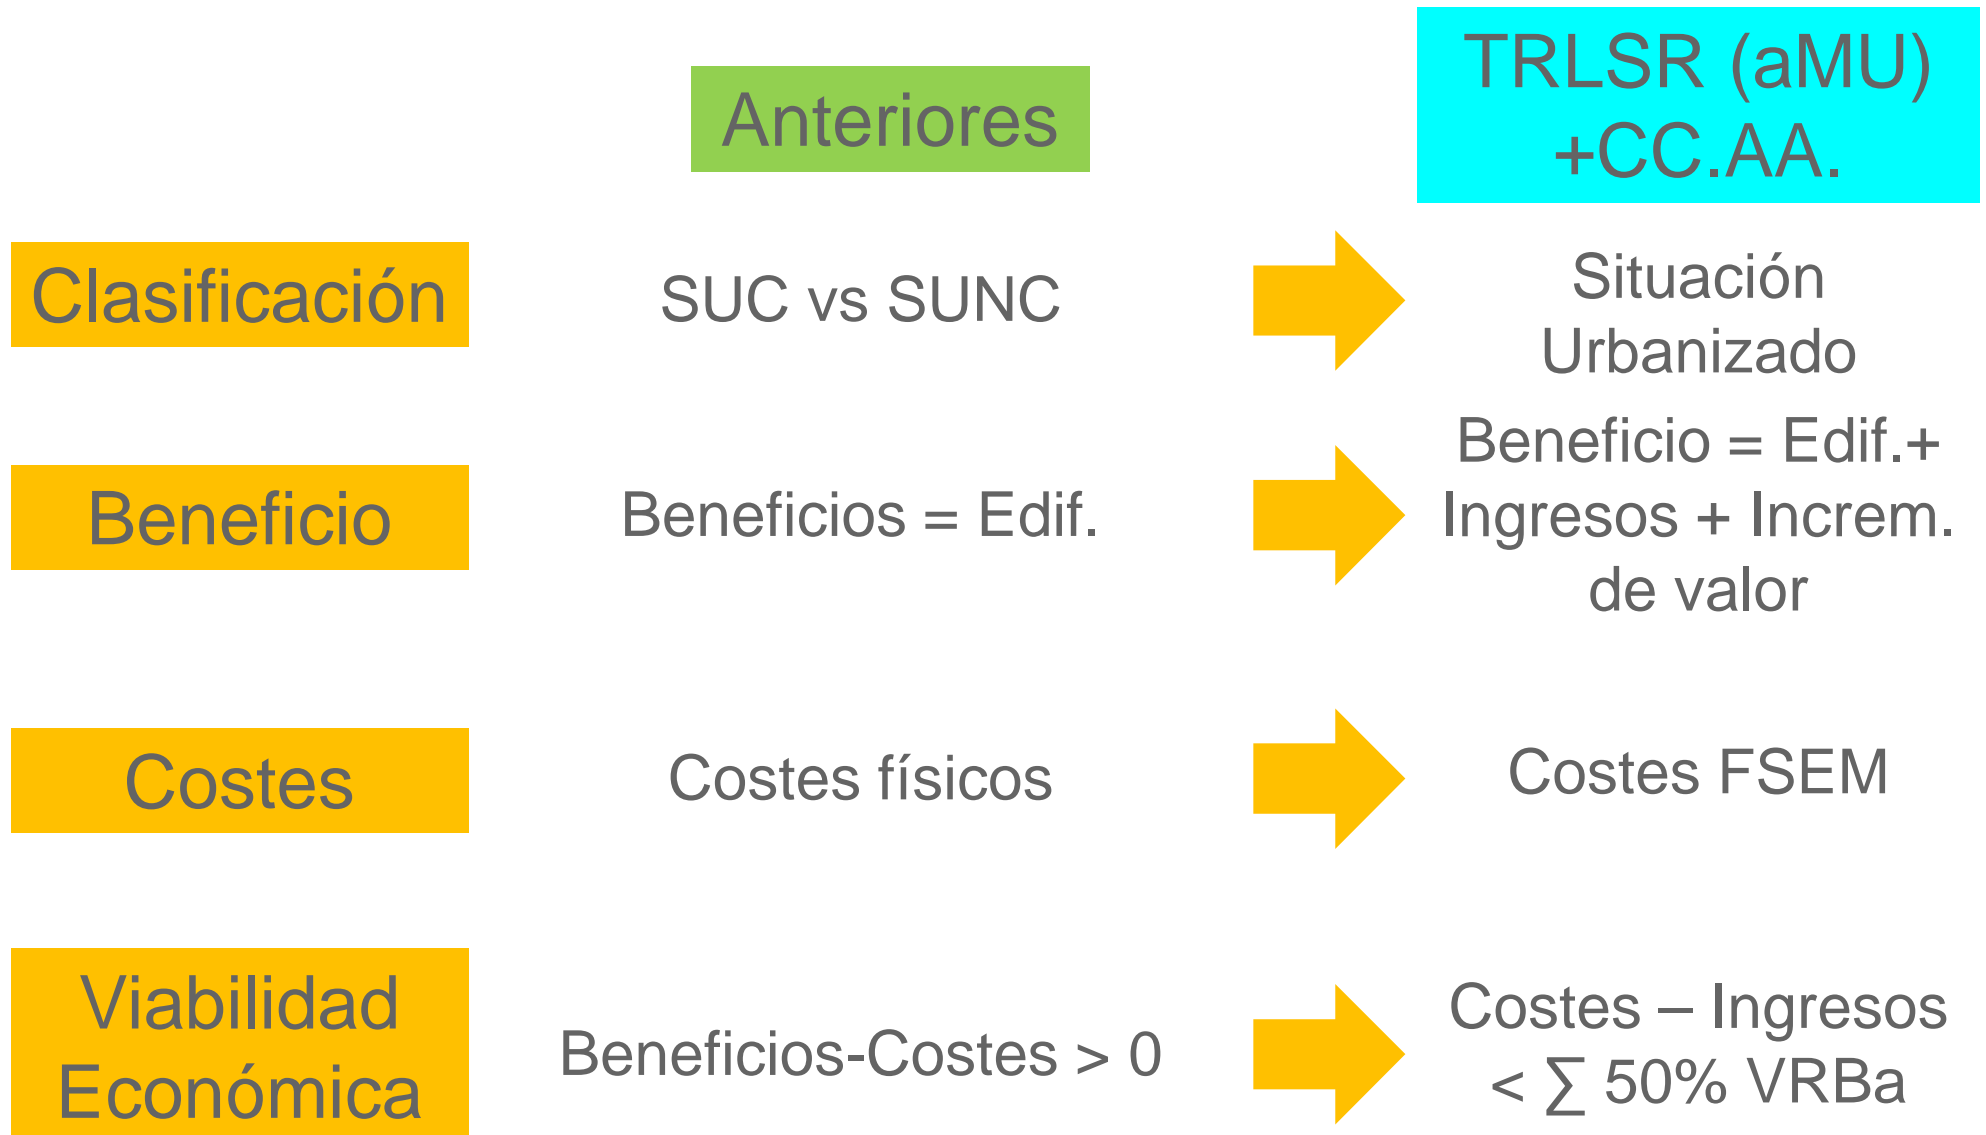 Anteriores
TRLSR (aMU)
+CC.AA.
Clasificación
SUC vs SUNC
Situación
Urbanizado
Beneficio
Beneficios = Edif.
Beneficio = Edif.+
Ingresos + Increm.
de valor
Costes
Costes físicos
Costes FSEM
Viabilidad
Económica
Beneficios-Costes > 0
Costes – Ingresos
< ∑ 50% VRBa